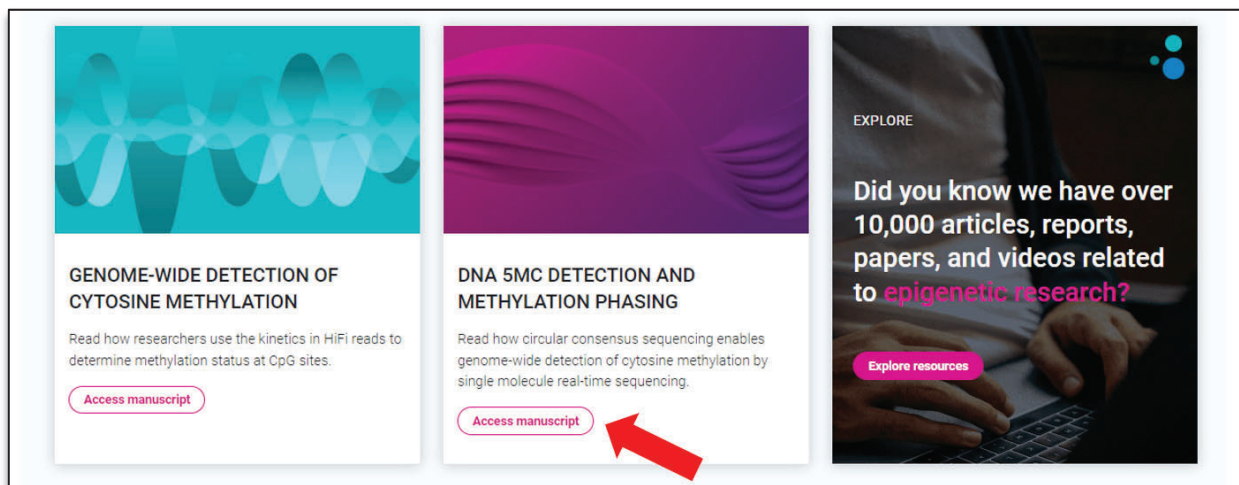 GENOME-WIDE DETECTION OF
CYTOSINE METHYLATION
Read how researchers use the kinetics in HiFi reads to
determine methylation status at CpG sites.
Access manuscript
DNA 5MC DETECTION AND
METHYLATION PHASING
Read how circular consensus sequencing enables
genome-wide detection of cytosine methylation by
single molecule real-time sequencing.
Access manuscript
EXPLORE
Did you know we have over
10,000 articles, reports,
papers, and videos related
to epigenetic research?
Explore resources